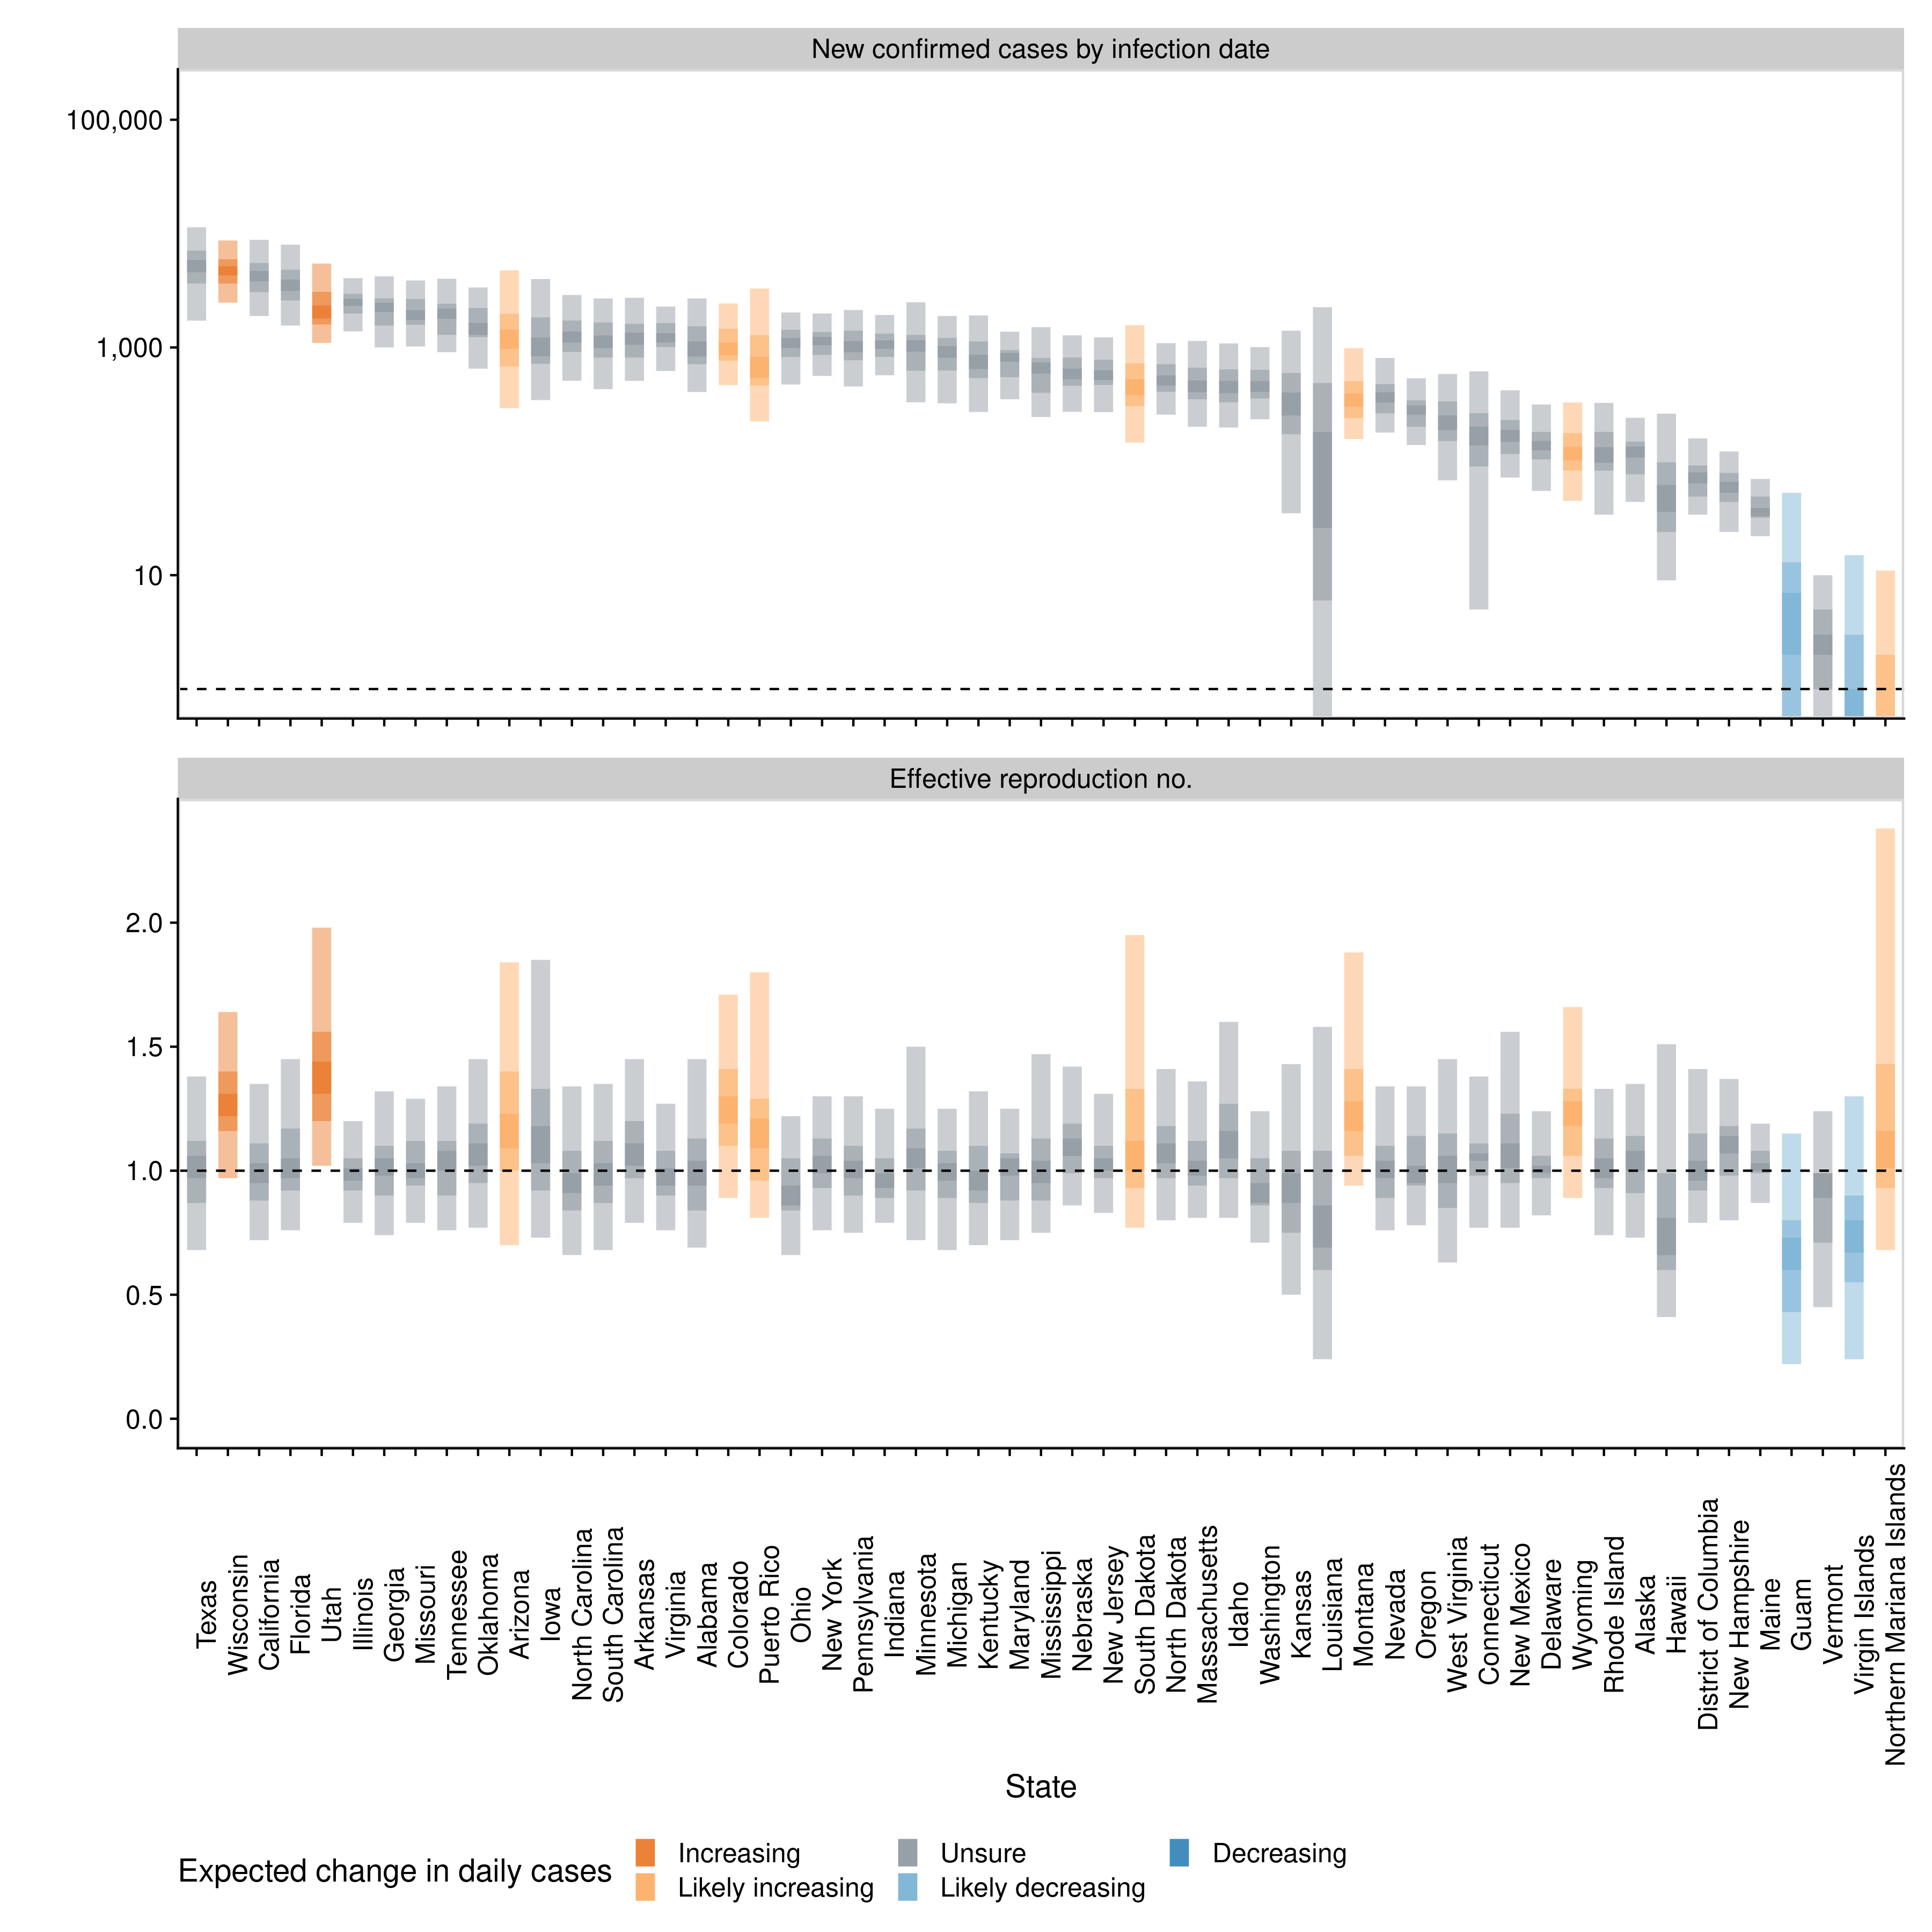 New confirmed cases by infection date
100,000
1,000
10
Effective reproduction no.
2.0
1.5
1.0
0.5
0.0
Texas
Wisconsin
California
Florida
Utah
Illinois
Georgia
Missouri
Tennessee
Oklahoma
Arizona
Iowa
North Carolina
South Carolina
Arkansas
Virginia
Alabama
Colorado
Puerto Rico
Ohio
New York
Pennsylvania
Indiana
Minnesota
Michigan
Kentucky
Maryland
Mississippi
Nebraska
New Jersey
South Dakota
North Dakota
Massachusetts
Idaho
Washington
Kansas
Louisiana
Montana
Nevada
Oregon
West Virginia
Connecticut
New Mexico
Delaware
Wyoming
Rhode Island
Alaska
Hawaii
District of Columbia
New Hampshire
Maine
Guam
Vermont
Virgin Islands
Northern Mariana Islands
State
Expected change in daily cases
Increasing
Likely increasing
Unsure
Likely decreasing
Decreasing